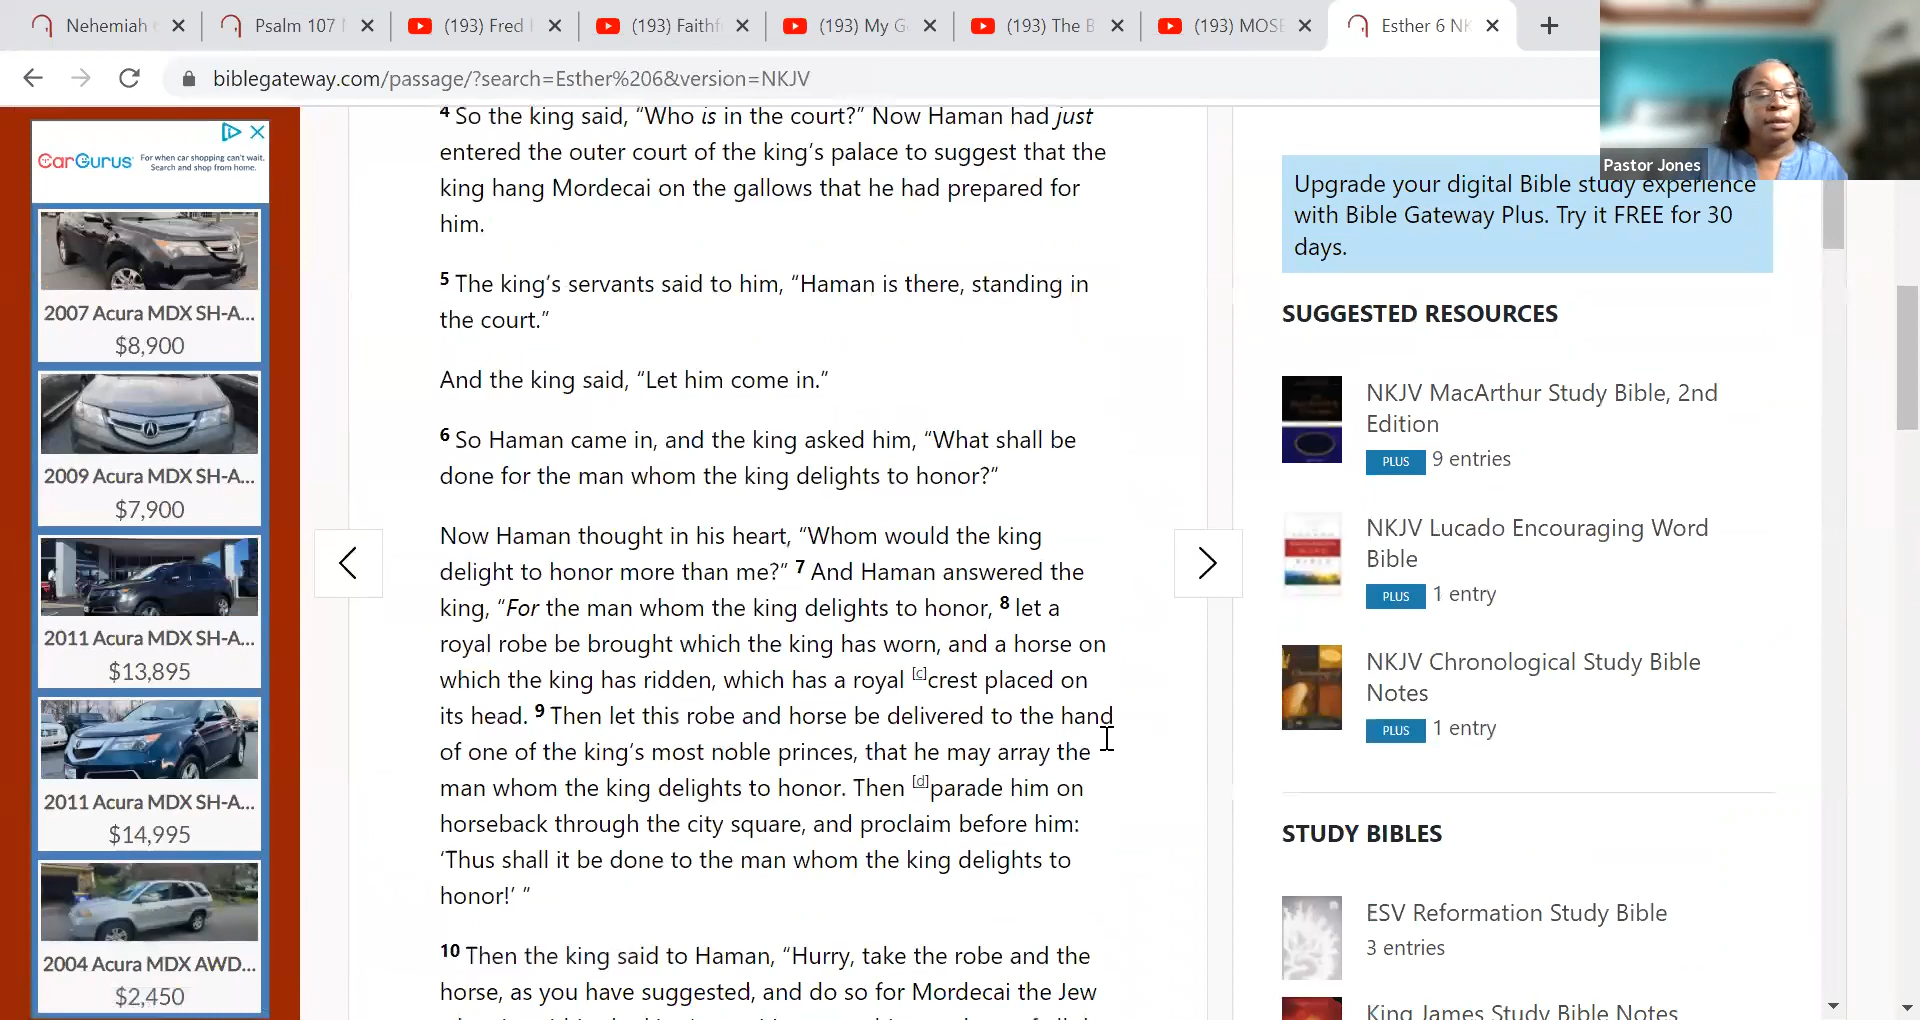 Nehemiah
Psalm 107
(193) Fred
(193) Faithf
(193) My G
(193) The B
(193) MOSE
Esther 6 NK
biblegateway.com/passage/?search=Esther%206&version=NKJV
Pastor Jones
CarGurus
For when car shopping can't wait.
Search and shop from home.
2007 Acura MDX SH-A...
$8,900
2009 Acura MDX SH-A...
$7,900
2011 Acura MDX SH-A...
$13,895
2011 Acura MDX SH-A...
$14,995
2004 Acura MDX AWD...
$2,450
4 So the king said, “Who is in the court?” Now Haman had just
entered the outer court of the king’s palace to suggest that the
king hang Mordecai on the gallows that he had prepared for
him.
5 The king’s servants said to him, “Haman is there, standing in
the court.”
And the king said, “Let him come in.”
6 So Haman came in, and the king asked him, “What shall be
done for the man whom the king delights to honor?”
Now Haman thought in his heart, “Whom would the king
delight to honor more than me?” 7 And Haman answered the
king, “For the man whom the king delights to honor, 8 let a
royal robe be brought which the king has worn, and a horse on
which the king has ridden, which has a royal [c]crest placed on
its head. 9 Then let this robe and horse be delivered to the hand
of one of the king’s most noble princes, that he may array the
man whom the king delights to honor. Then [d]parade him on
horseback through the city square, and proclaim before him:
‘Thus shall it be done to the man whom the king delights to
honor!’ ”
10 Then the king said to Haman, “Hurry, take the robe and the
horse, as you have suggested, and do so for Mordecai the Jew
Upgrade your digital Bible study experience
with Bible Gateway Plus. Try it FREE for 30
days.
SUGGESTED RESOURCES
NKJV MacArthur Study Bible, 2nd
Edition
PLUS 9 entries
NKJV Lucado Encouraging Word
Bible
PLUS 1 entry
NKJV Chronological Study Bible
Notes
PLUS 1 entry
STUDY BIBLES
ESV Reformation Study Bible
3 entries
King James Study Bible Notes